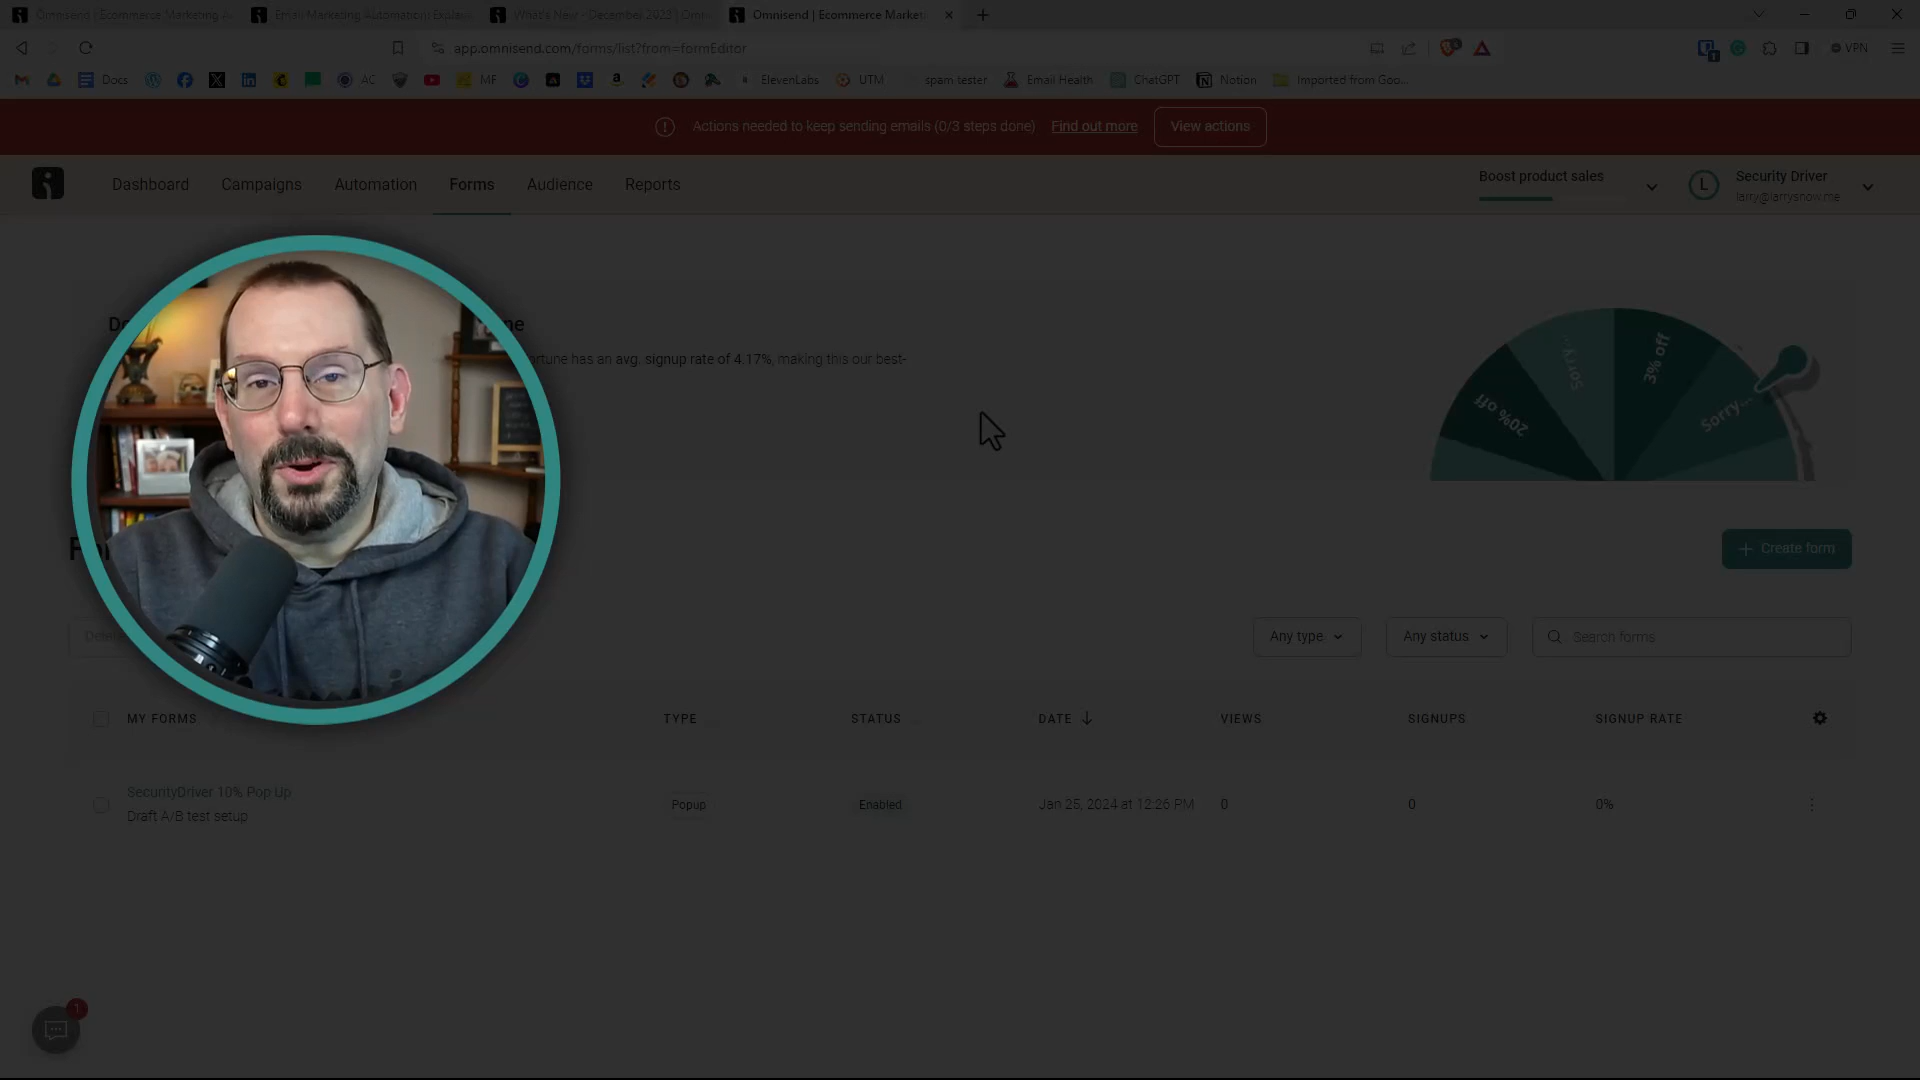 Omnisend | Ecommerce Marketing A
Email Marketing Automation Explai
What's New - December 2023 | Omni
Omnisend | Ecommerce Market
app.omnisend.com/forms/list?from=formEditor
VPN
Docs
AC
MF
ElevenLabs
UTM
spam tester
Email Health
ChatGPT
Notion
Imported from Goo...
Actions needed to keep sending emails (0/3 steps done) Find out more View actions
Dashboard
Campaigns
Automation
Forms
Audience
Reports
Boost product sales
L
Security Driver
larry@larrysnow.me
ortune has an avg. signup rate of 4.17%, making this our best-
20% off
Sorry...
3% off
Sorry...
+ Create form
Any type
Any status
Search forms
MY FORMS
TYPE
STATUS
DATE
VIEWS
SIGNUPS
SIGNUP RATE
SecurityDriver 10% Pop Up
Draft A/B test setup
Popup
Enabled
Jan 25, 2024 at 12:26 PM
0
0
0%
1